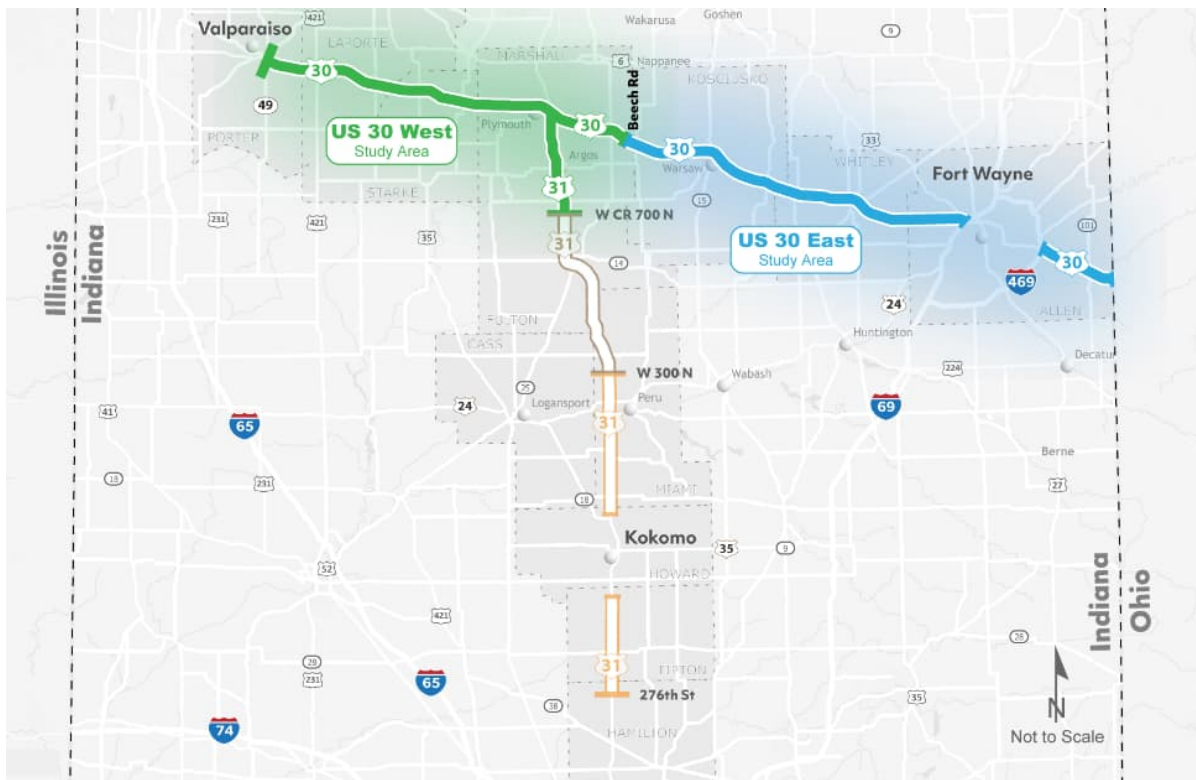 421
Wakarusa
Goshen
9
Valparaiso
LAPORTE
MARSHALL
6
Nappanee
KOSCIUSKO
30
Beech Rd
49
US 30 West
Study Area
Plymouth
30
30
33
PORTER
Argos
Warsaw
WHITLEY
Fort Wayne
STARKE
31
15
W CR 700 N
231
421
35
31
14
US 30 East
Study Area
101
30
469
Illinois
Indiana
24
ALLEN
FULTON
Huntington
CASS
W 300 N
Wabash
224
Decatu
25
Peru
41
24
Logansport
65
31
69
Berne
18
231
MIAMI
27
18
Kokomo
35
9
52
HOWARD
Indiana
Ohio
421
26
28
31
TIPTON
231
65
276th St
35
38
N
74
HAMILTON
Not to Scale